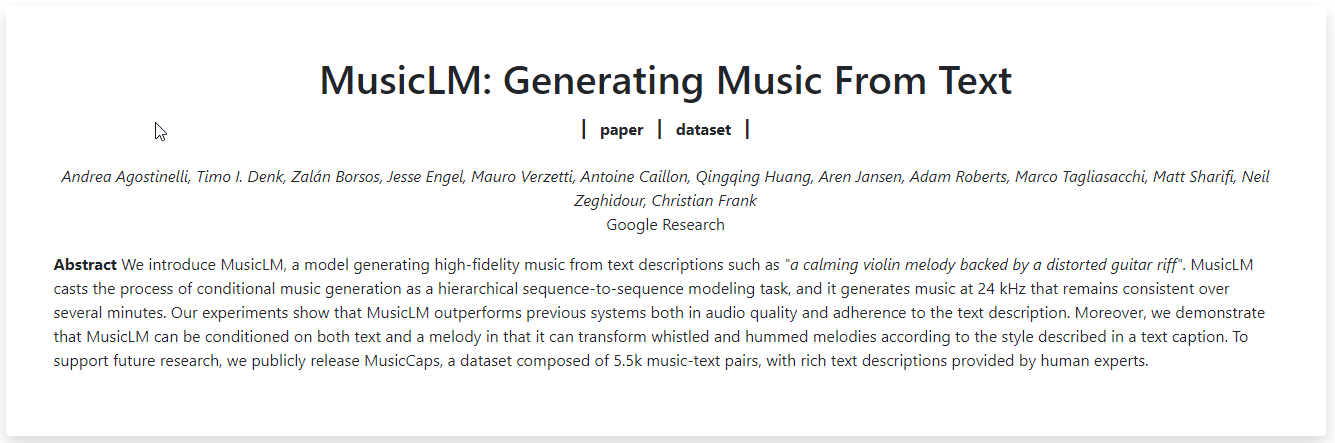 MusicLM: Generating Music From Text
| paper | dataset |
Andrea Agostinelli, Timo I. Denk, Zalán Borsos, Jesse Engel, Mauro Verzetti, Antoine Caillon, Qingqing Huang, Aren Jansen, Adam Roberts, Marco Tagliasacchi, Matt Sharifi, Neil
Zeghidour, Christian Frank
Google Research
Abstract We introduce MusicLM, a model generating high-fidelity music from text descriptions such as "a calming violin melody backed by a distorted guitar riff". MusicLM
casts the process of conditional music generation as a hierarchical sequence-to-sequence modeling task, and it generates music at 24 kHz that remains consistent over
several minutes. Our experiments show that MusicLM outperforms previous systems both in audio quality and adherence to the text description. Moreover, we demonstrate
that MusicLM can be conditioned on both text and a melody in that it can transform whistled and hummed melodies according to the style described in a text caption. To
support future research, we publicly release MusicCaps, a dataset composed of 5.5k music-text pairs, with rich text descriptions provided by human experts.